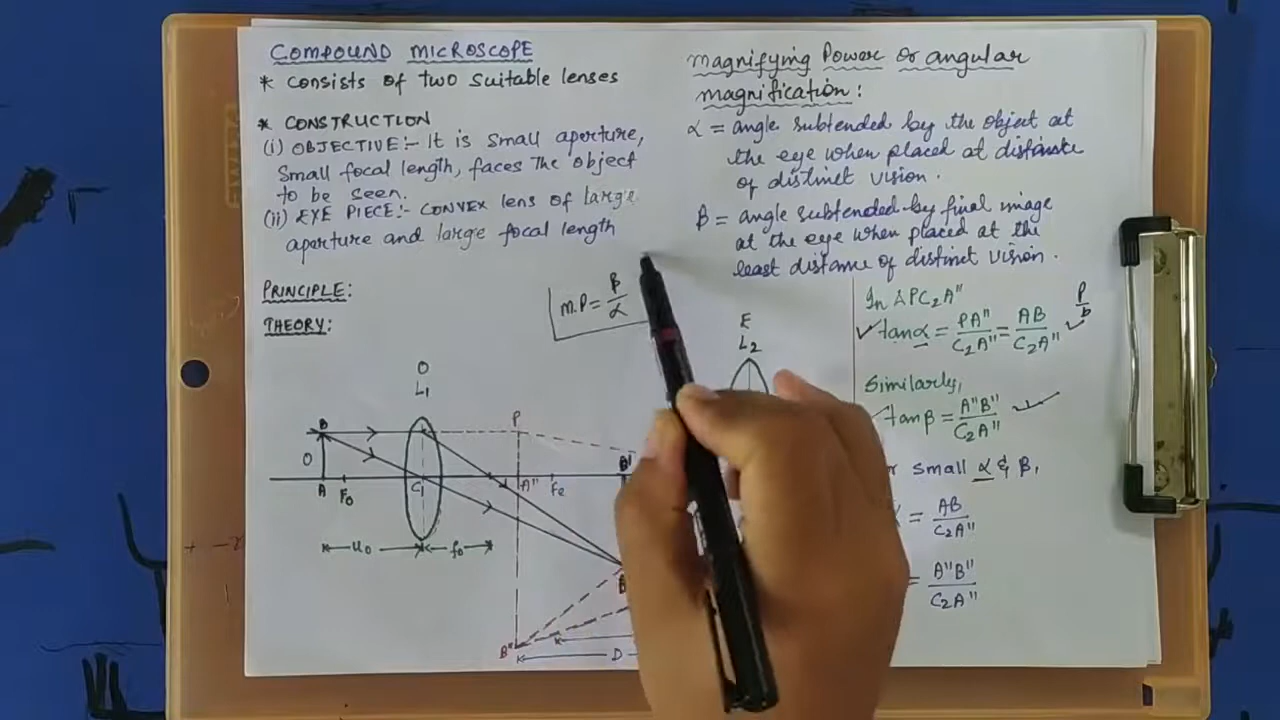 COMPOUND MICROSCOPE
* Consists of two suitable lenses
* CONSTRUCTION
(i) OBJECTIVE:- It is small aperture,
small focal length, faces the object
to be seen.
(ii) EYE PIECE:- CONVEX lens of large
aperture and large focal length
PRINCIPLE:
THEORY:
M.P = β/α
O
L₁
B
O
A
F₀
C₁
P
A"
Fe
B'
u₀
f₀
B"
D
E
L₂
Magnifying Power or angular
magnification:
α = angle subtended by the object at
the eye when placed at distance
of distinct vision.
β = angle subtended by final image
at the eye when placed at the
least distance of distinct vision.
In ΔPC₂A"
✓tanα = PA"/C₂A" = AB/C₂A" ✓
P/b
Similarly,
tanβ = A"B"/C₂A" ✓
small α & β,
= AB/C₂A"
= A"B"/C₂A"